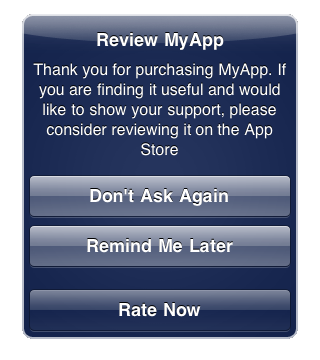 Review MyApp
Thank you for purchasing MyApp. If
you are finding it useful and would
like to show your support, please
consider reviewing it on the App
Store
Don't Ask Again
Remind Me Later
Rate Now